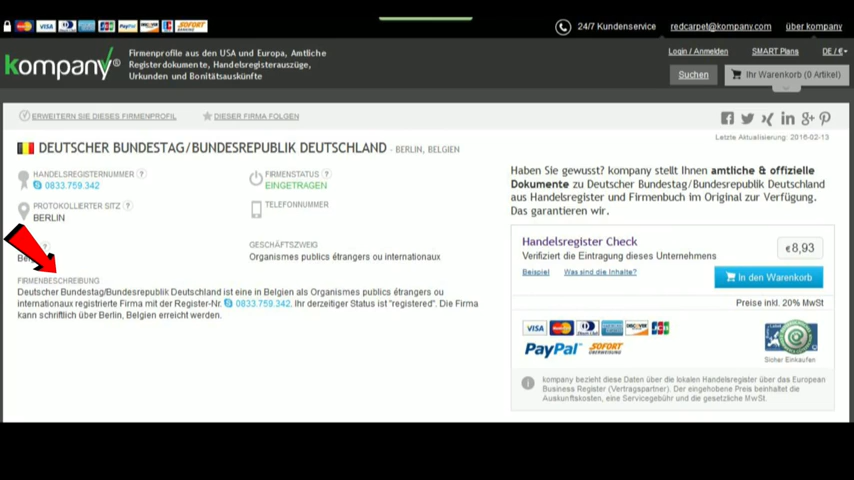 VISA
PayPal
SOFORT
24/7 Kundenservice
redcarpet@kompany.com
über kompany
kompany®
Firmenprofile aus den USA und Europa, Amtliche
Registerdokumente, Handelsregisterauszüge,
Urkunden und Bonitätsauskünfte
Login / Anmelden
SMART Plans
DE / €
Suchen
Ihr Warenkorb (0 Artikel)
ERWEITERN SIE DIESES FIRMENPROFIL
DIESER FIRMA FOLGEN
Letzte Aktualisierung: 2016-02-13
DEUTSCHER BUNDESTAG/BUNDESREPUBLIK DEUTSCHLAND - BERLIN, BELGIEN
HANDELSREGISTERNUMMER ?
0833.759.342
FIRMENSTATUS ?
EINGETRAGEN
PROTOKOLLIERTER SITZ ?
BERLIN
TELEFONNUMMER
?
GESCHÄFTSZWEIG
Organismes publics étrangers ou internationaux
FIRMENBESCHREIBUNG
Deutscher Bundestag/Bundesrepublik Deutschland ist eine in Belgien als Organismes publics étrangers ou
internationaux registrierte Firma mit der Register-Nr. 0833.759.342. Ihr derzeitiger Status ist "registered". Die Firma
kann schriftlich über Berlin, Belgien erreicht werden.
Haben Sie gewusst? kompany stellt Ihnen amtliche & offizielle
Dokumente zu Deutscher Bundestag/Bundesrepublik Deutschland
aus Handelsregister und Firmenbuch im Original zur Verfügung.
Das garantieren wir.
Handelsregister Check
Verifiziert die Eintragung dieses Unternehmens
€ 8,93
Beispiel
Was sind die Inhalte?
In den Warenkorb
Preise inkl. 20% MwSt
VISA
MasterCard
Diners Club
DISCOVER
JCB
PayPal
SOFORT
ÜBERWEISUNG
Sicher Einkaufen
kompany bezieht diese Daten über die lokalen Handelsregister über das European
Business Register (Vertragspartner). Der eingehobene Preis beinhaltet die
Auskunftskosten, eine Servicegebühr und die gesetzliche MwSt.